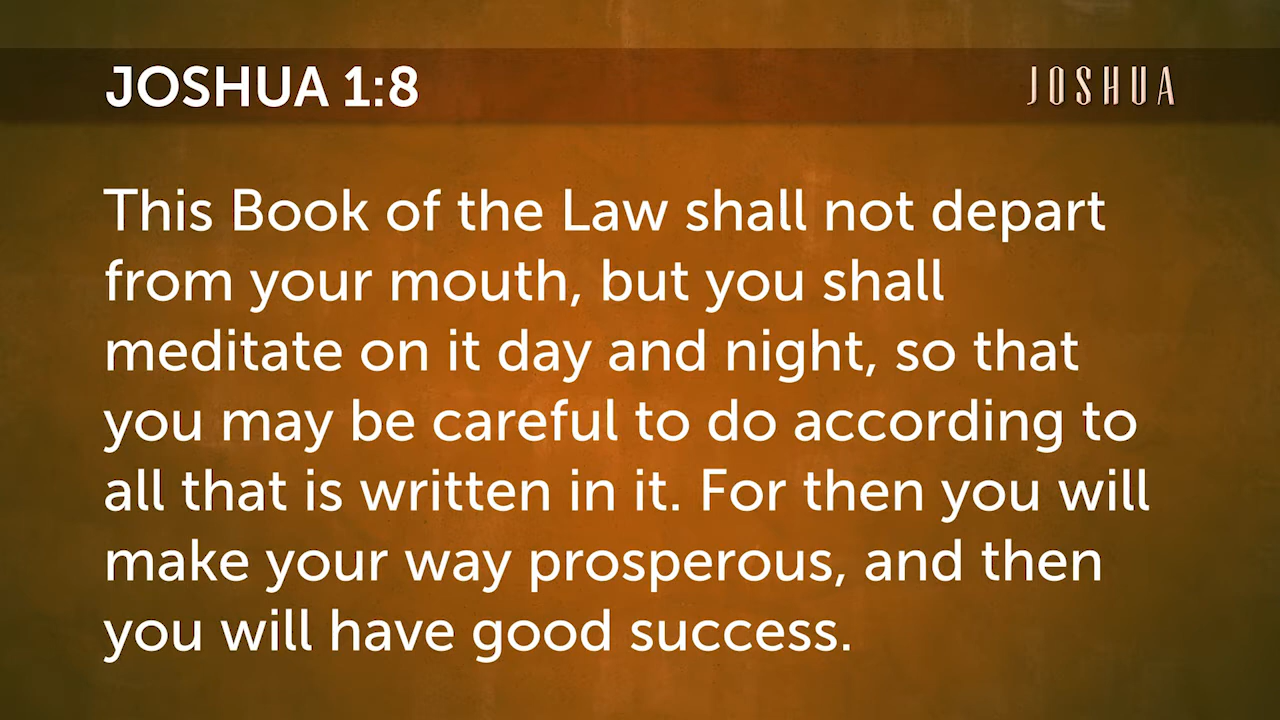 JOSHUA 1:8
JOSHUA
This Book of the Law shall not depart
from your mouth, but you shall
meditate on it day and night, so that
you may be careful to do according to
all that is written in it. For then you will
make your way prosperous, and then
you will have good success.